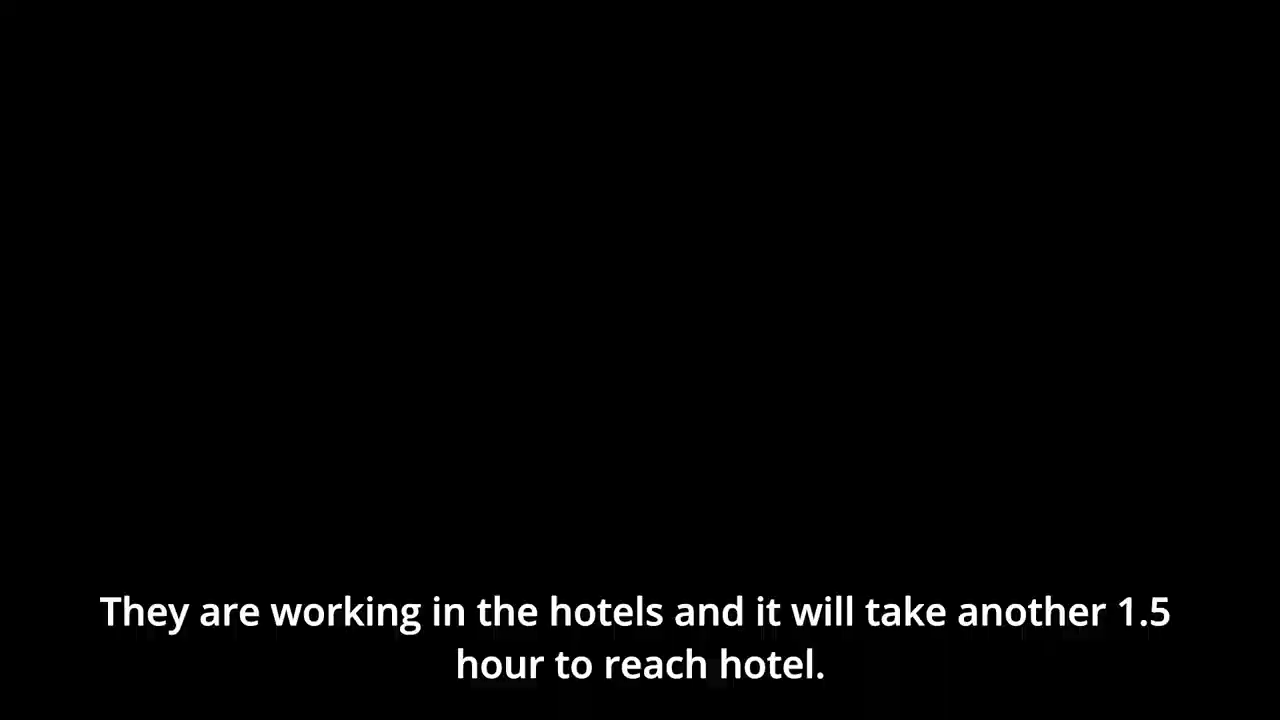 They are working in the hotels and it will take another 1.5
hour to reach hotel.